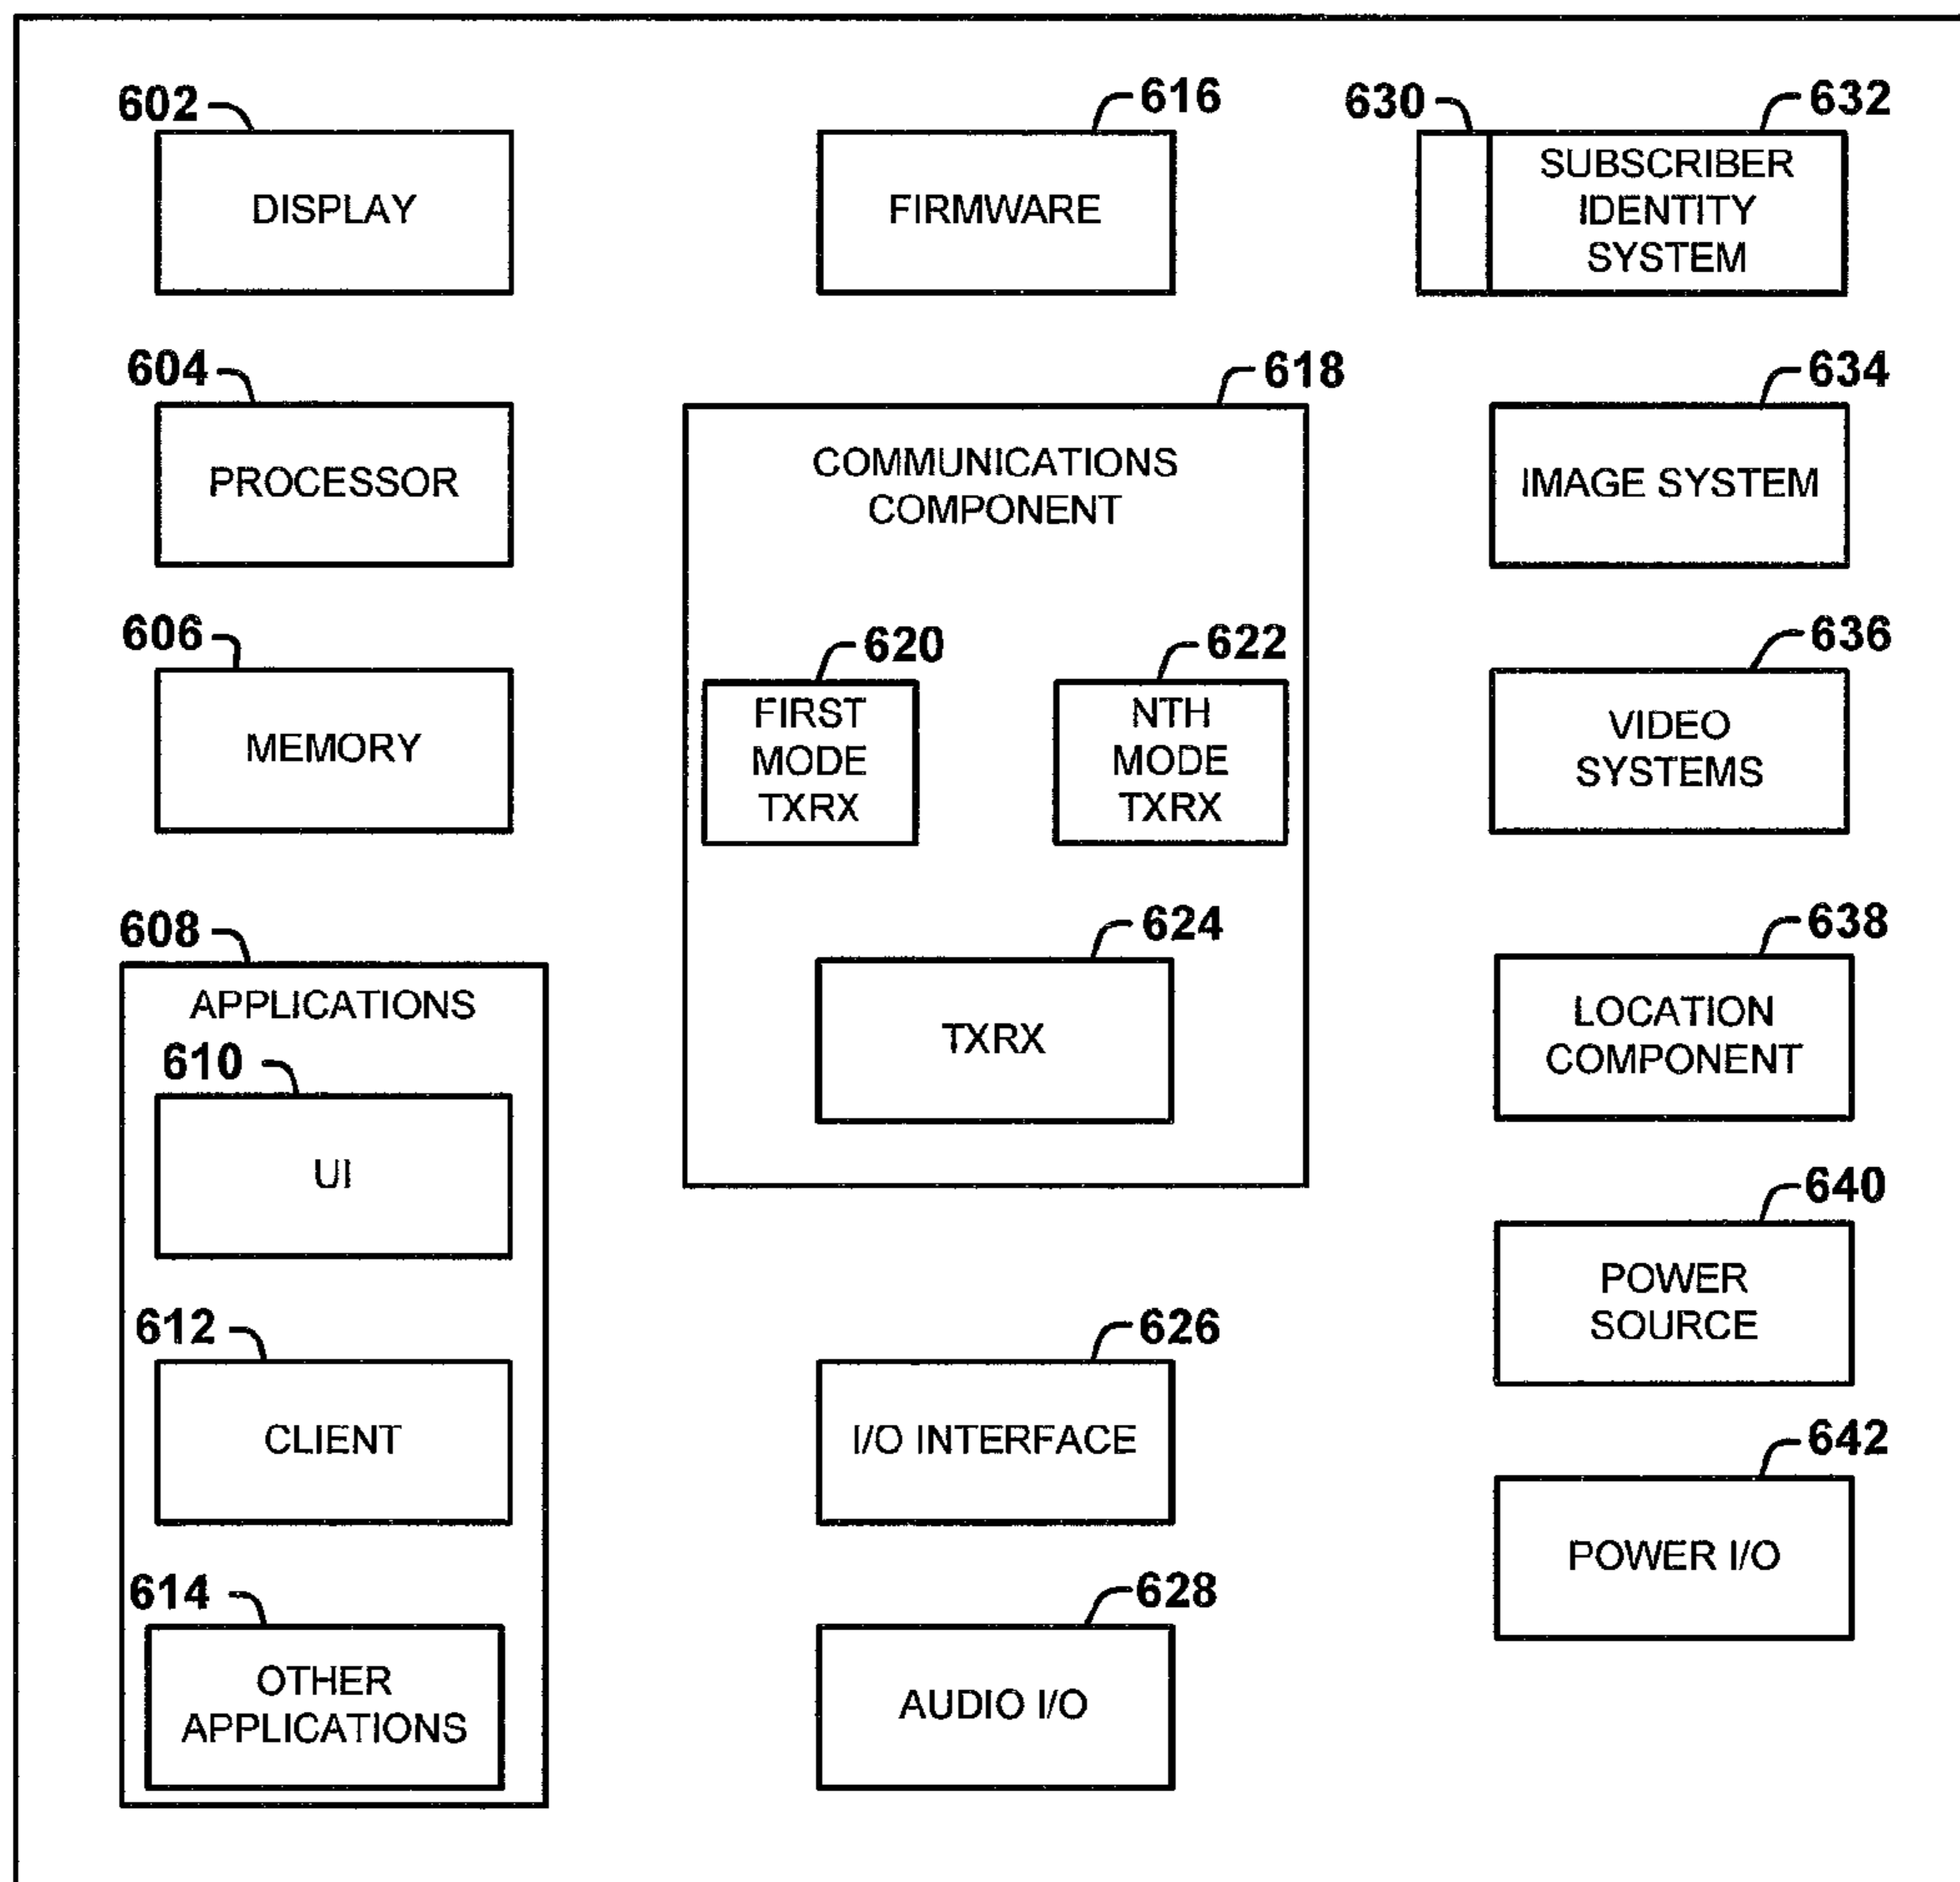 602
DISPLAY
604
PROCESSOR
606
MEMORY
608
APPLICATIONS
610
UI
612
CLIENT
614
OTHER
APPLICATIONS
616
FIRMWARE
618
COMMUNICATIONS
COMPONENT
620
FIRST
MODE
TXRX
622
NTH
MODE
TXRX
624
TXRX
626
I/O INTERFACE
628
AUDIO I/O
630
632
SUBSCRIBER
IDENTITY
SYSTEM
634
IMAGE SYSTEM
636
VIDEO
SYSTEMS
638
LOCATION
COMPONENT
640
POWER
SOURCE
642
POWER I/O